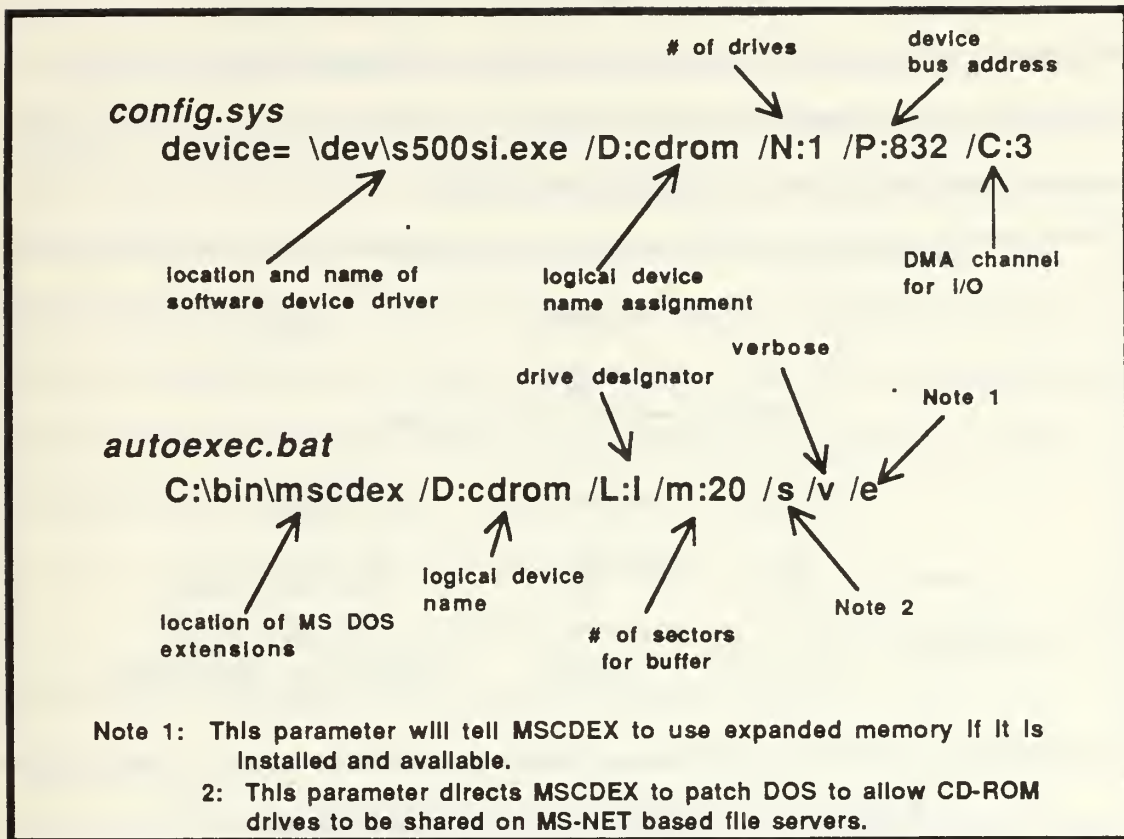 # of drives
device
bus address
config.sys
device= \dev\s500si.exe /D:cdrom /N:1 /P:832 /C:3
location and name of
software device driver
logical device
name assignment
DMA channel
for I/O
verbose
drive designator
Note 1
autoexec.bat
C:\bin\mscdex /D:cdrom /L:l /m:20 /s /v /e
location of MS DOS
extensions
logical device
name
# of sectors
for buffer
Note 2
Note 1: This parameter will tell MSCDEX to use expanded memory if it is
installed and available.
2: This parameter directs MSCDEX to patch DOS to allow CD-ROM
drives to be shared on MS-NET based file servers.